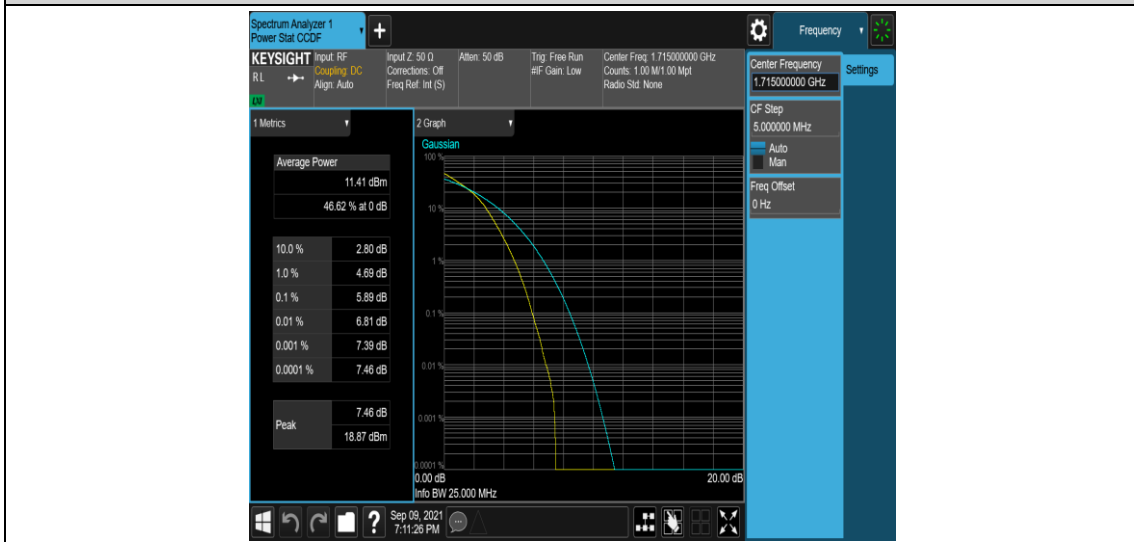 Spectrum Analyzer 1
Power Stat CCDF
+
Frequency
KEYSIGHT
RL
LXI
Input: RF
Coupling: DC
Align: Auto
Input Z: 50 Ω
Corrections: Off
Freq Ref: Int (S)
Atten: 50 dB
Trig: Free Run
#IF Gain: Low
Center Freq: 1.715000000 GHz
Counts: 1.00 M/1.00 Mpt
Radio Std: None
Center Frequency
1.715000000 GHz
Settings
CF Step
5.000000 MHz
Auto
Man
Freq Offset
0 Hz
1 Metrics
Average Power
11.41 dBm
46.62 % at 0 dB
10.0 % 2.80 dB
1.0 % 4.69 dB
0.1 % 5.89 dB
0.01 % 6.81 dB
0.001 % 7.39 dB
0.0001 % 7.46 dB
Peak 7.46 dB
18.87 dBm
2 Graph
Gaussian
100 %
10 %
1 %
0.1 %
0.01 %
0.001 %
0.0001 %
0.00 dB 20.00 dB
Info BW 25.000 MHz
?
Sep 09, 2021
7:11:26 PM